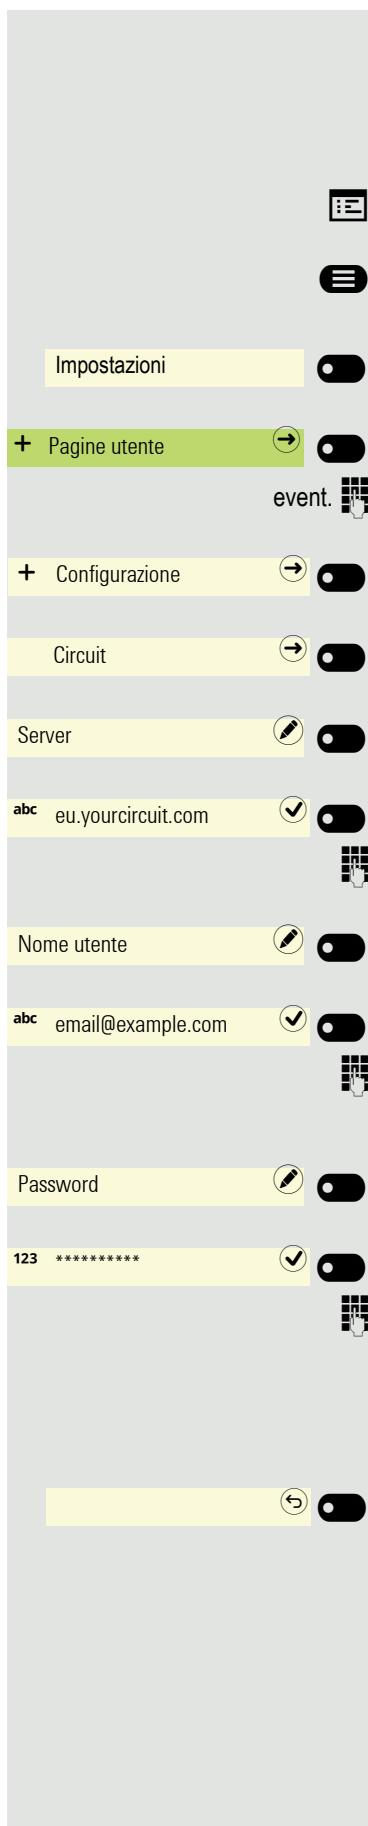 Impostazioni
+ Pagine utente
event.
+ Configurazione
Circuit
Server
abc eu.yourcircuit.com
Nome utente
abc email@example.com
Password
123 **********